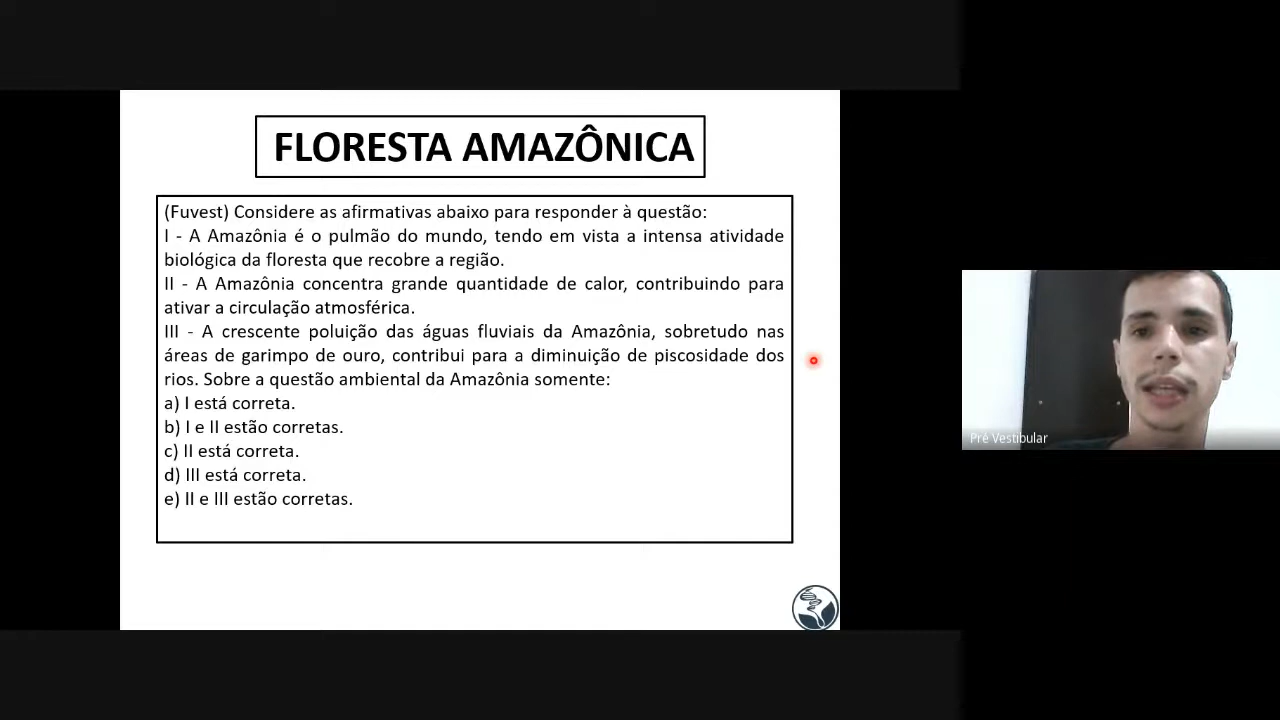 FLORESTA AMAZÔNICA
(Fuvest) Considere as afirmativas abaixo para responder à questão:
I - A Amazônia é o pulmão do mundo, tendo em vista a intensa atividade
biológica da floresta que recobre a região.
II - A Amazônia concentra grande quantidade de calor, contribuindo para
ativar a circulação atmosférica.
III - A crescente poluição das águas fluviais da Amazônia, sobretudo nas
áreas de garimpo de ouro, contribui para a diminuição de piscosidade dos
rios. Sobre a questão ambiental da Amazônia somente:
a) I está correta.
b) I e II estão corretas.
c) II está correta.
d) III está correta.
e) II e III estão corretas.
Pré Vestibular